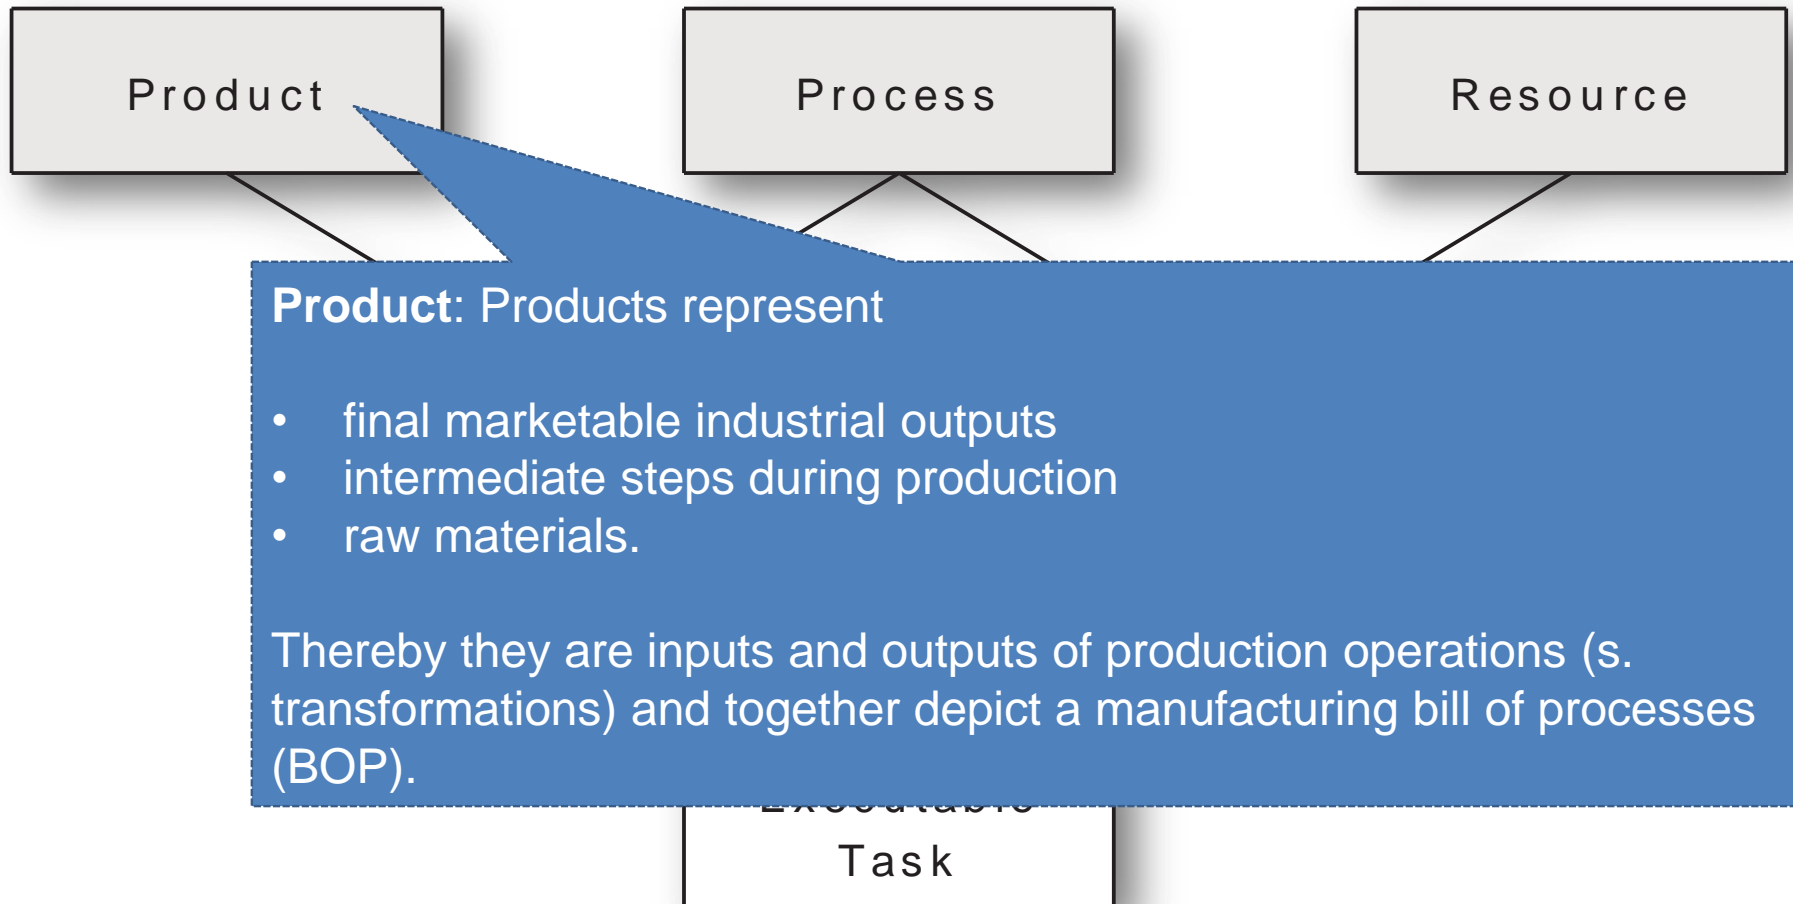 Product
Process
Resource
Product: Products represent
• final marketable industrial outputs
• intermediate steps during production
• raw materials.
Thereby they are inputs and outputs of production operations (s.
transformations) and together depict a manufacturing bill of processes
(BOP).
Executable
Task